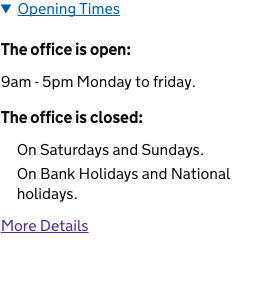 Opening Times
The office is open:
9am - 5pm Monday to friday.
The office is closed:
On Saturdays and Sundays.
On Bank Holidays and National
holidays.
More Details